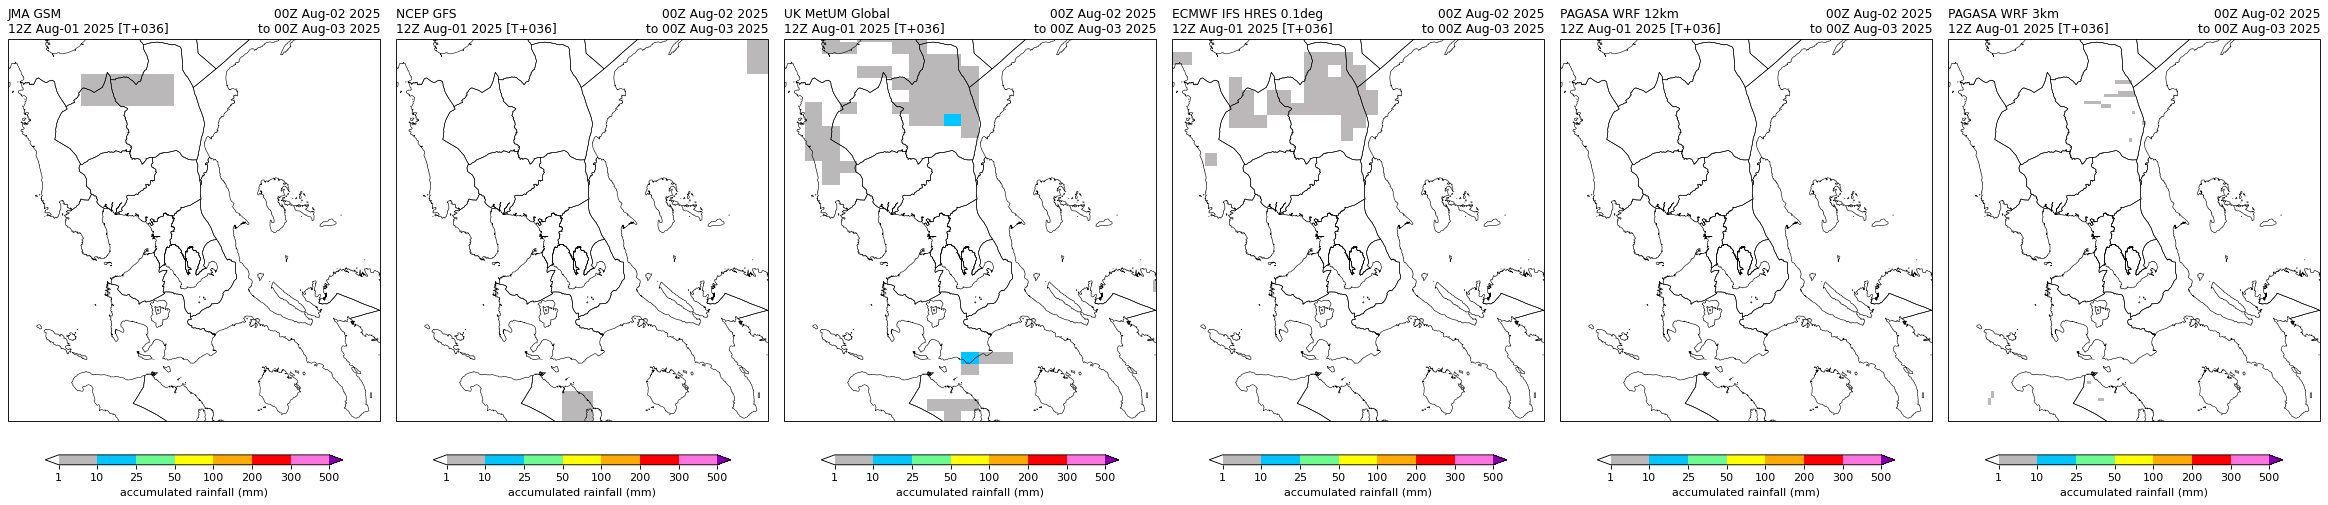 JMA GSM 00Z Aug-02 2025
12Z Aug-01 2025 [T+036] to 00Z Aug-03 2025
1 10 25 50 100 200 300 500
accumulated rainfall (mm)
NCEP GFS 00Z Aug-02 2025
12Z Aug-01 2025 [T+036] to 00Z Aug-03 2025
1 10 25 50 100 200 300 500
accumulated rainfall (mm)
UK MetUM Global 00Z Aug-02 2025
12Z Aug-01 2025 [T+036] to 00Z Aug-03 2025
1 10 25 50 100 200 300 500
accumulated rainfall (mm)
ECMWF IFS HRES 0.1deg 00Z Aug-02 2025
12Z Aug-01 2025 [T+036] to 00Z Aug-03 2025
1 10 25 50 100 200 300 500
accumulated rainfall (mm)
PAGASA WRF 12km 00Z Aug-02 2025
12Z Aug-01 2025 [T+036] to 00Z Aug-03 2025
1 10 25 50 100 200 300 500
accumulated rainfall (mm)
PAGASA WRF 3km 00Z Aug-02 2025
12Z Aug-01 2025 [T+036] to 00Z Aug-03 2025
1 10 25 50 100 200 300 500
accumulated rainfall (mm)